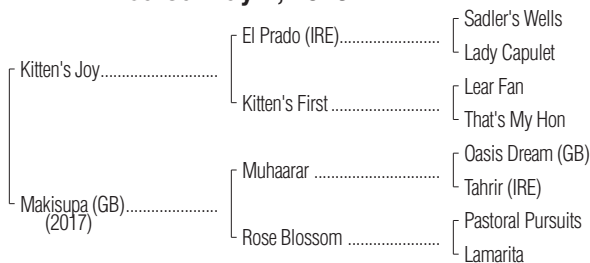 Sadler's Wells
El Prado (IRE)
Lady Capulet
Kitten's Joy
Lear Fan
Kitten's First
That's My Hon
Oasis Dream (GB)
Muhaarar
Tahrir (IRE)
Makisupa (GB)
(2017)
Pastoral Pursuits
Rose Blossom
Lamarita